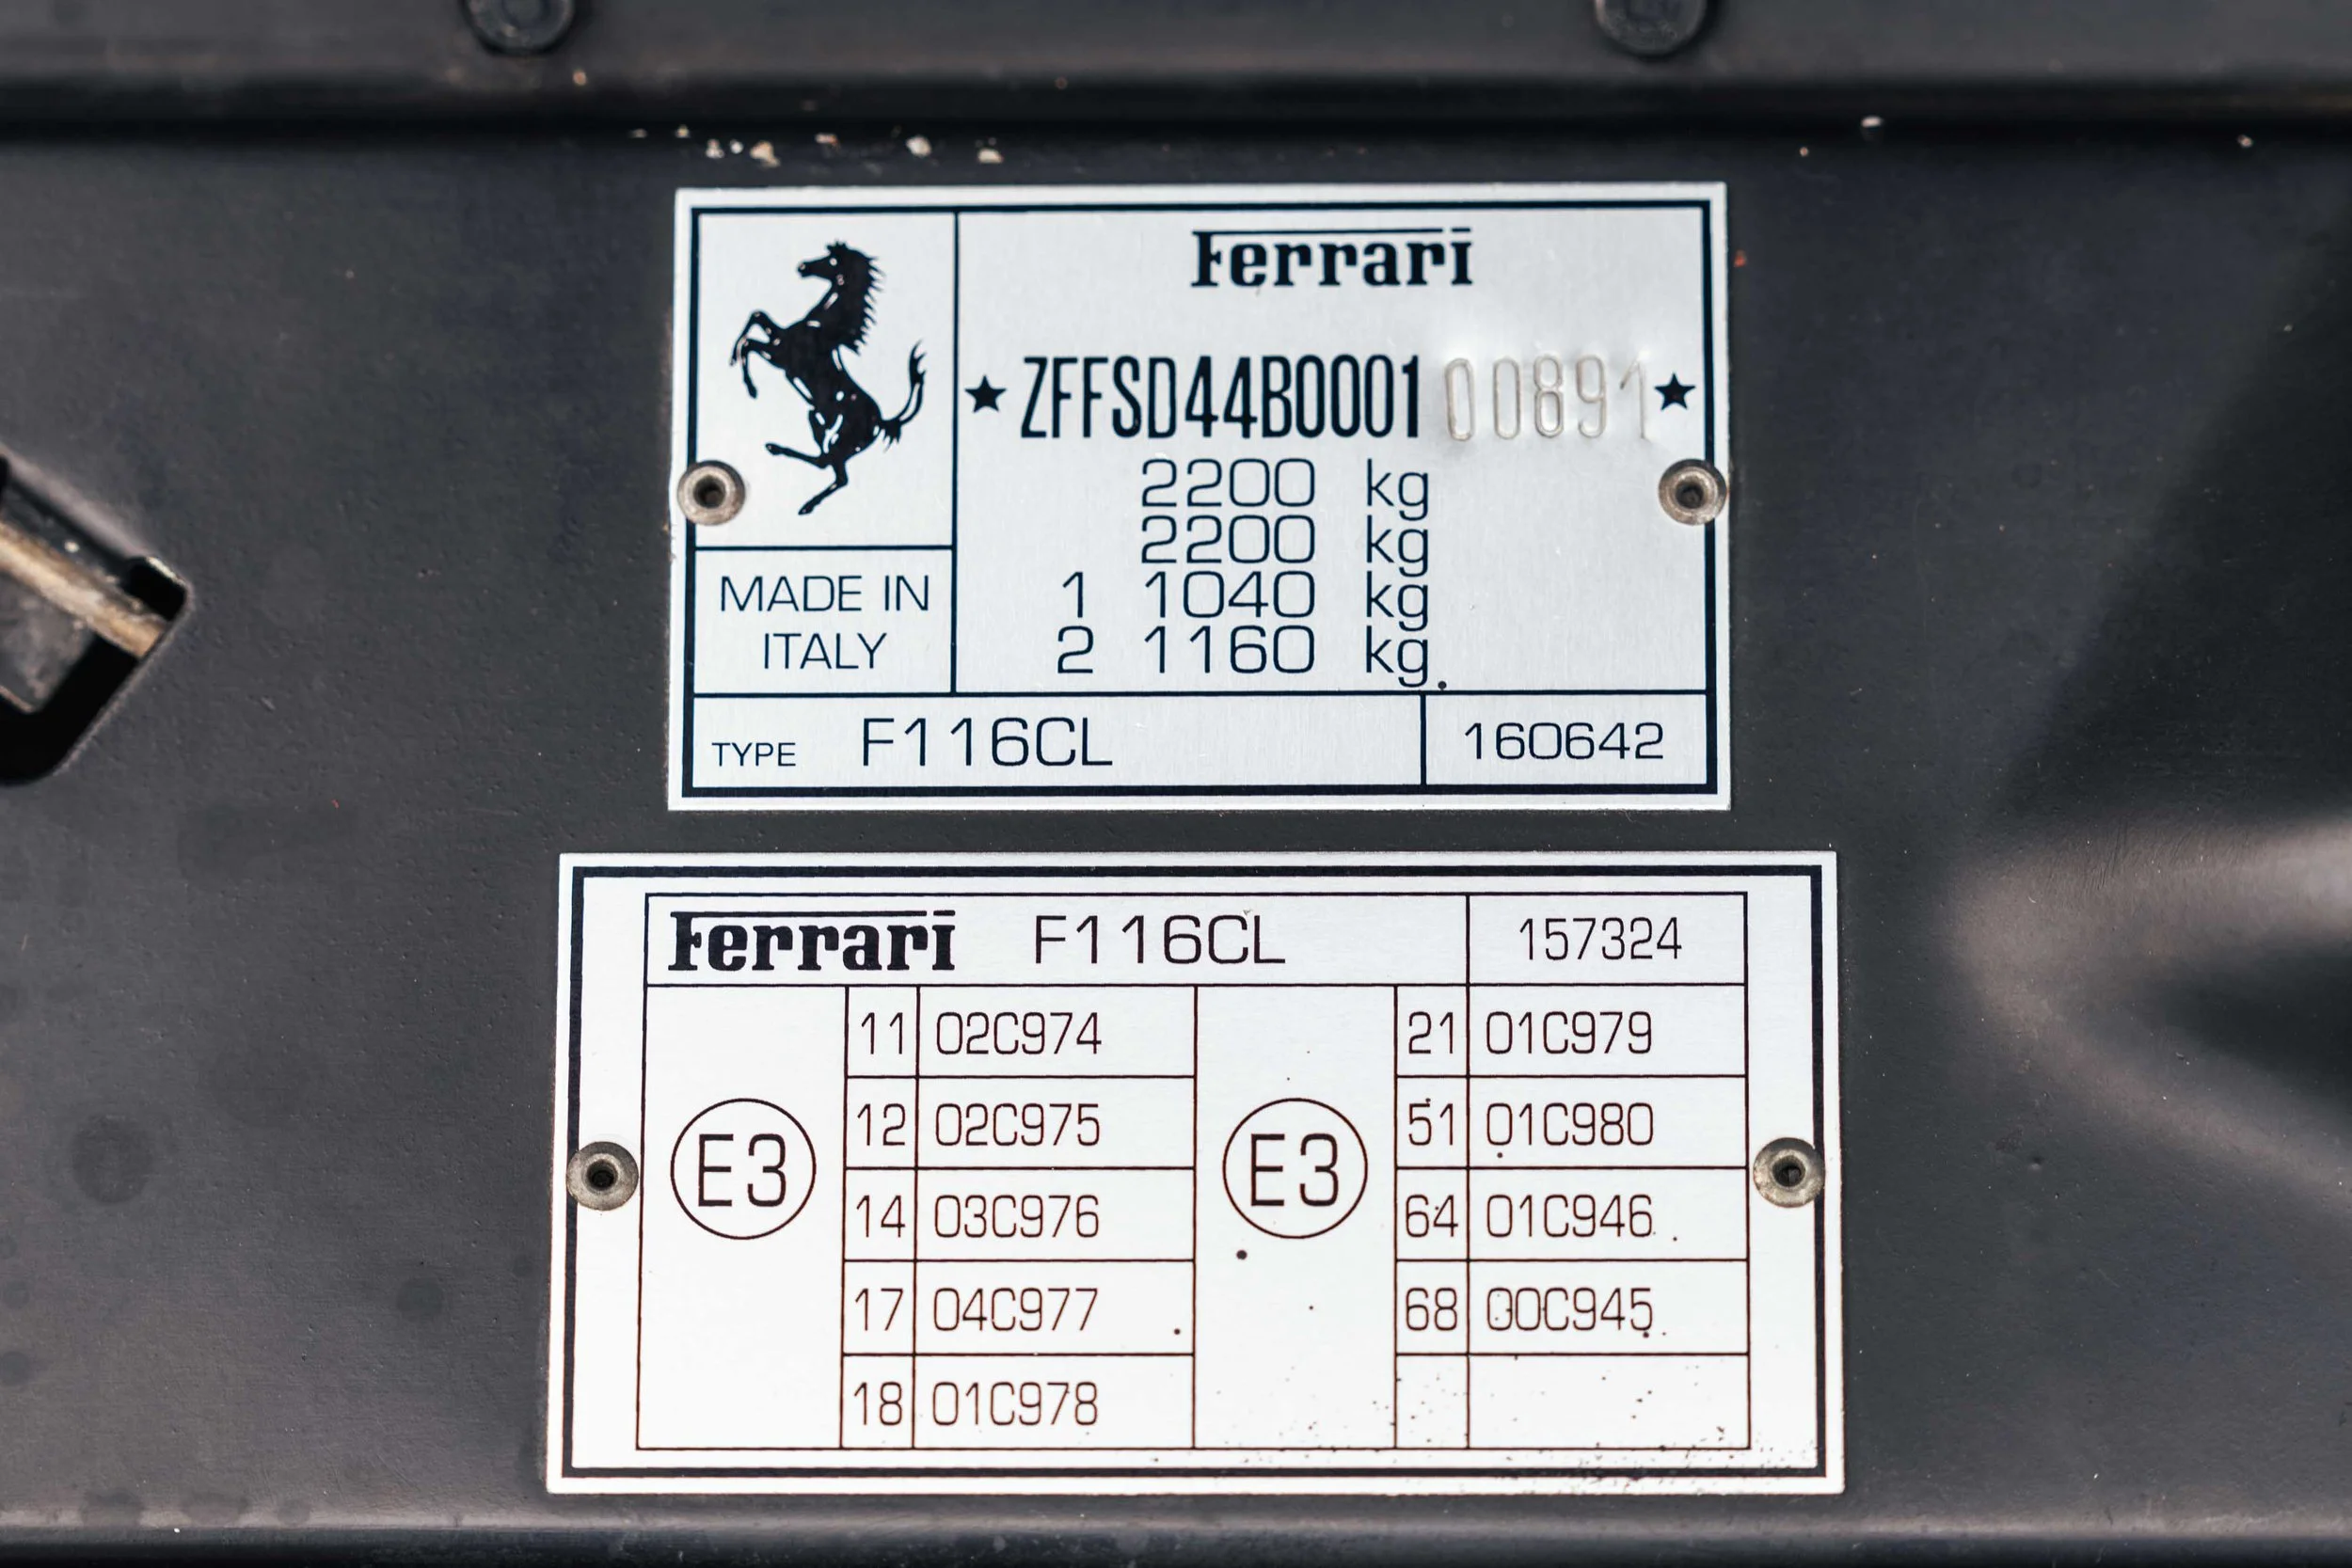 Ferrari
★ ZFFSD44B000100891 ★
2200 kg
2200 kg
1 1040 kg
2 1160 kg
MADE IN
ITALY
TYPE F116CL 160642
Ferrari F116CL 157324
E3
11 02C974
12 02C975
14 03C976
17 04C977
18 01C978
E3
21 01C979
51 01C980
64 01C946
68 00C945